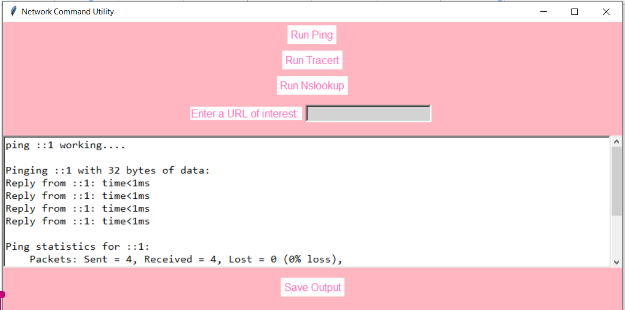 Network Command Utility
Run Ping
Run Tracert
Run Nslookup
Enter a URL of interest:
ping ::1 working....
Pinging ::1 with 32 bytes of data:
Reply from ::1: time<1ms
Reply from ::1: time<1ms
Reply from ::1: time<1ms
Reply from ::1: time<1ms
Ping statistics for ::1:
    Packets: Sent = 4, Received = 4, Lost = 0 (0% loss),
Save Output